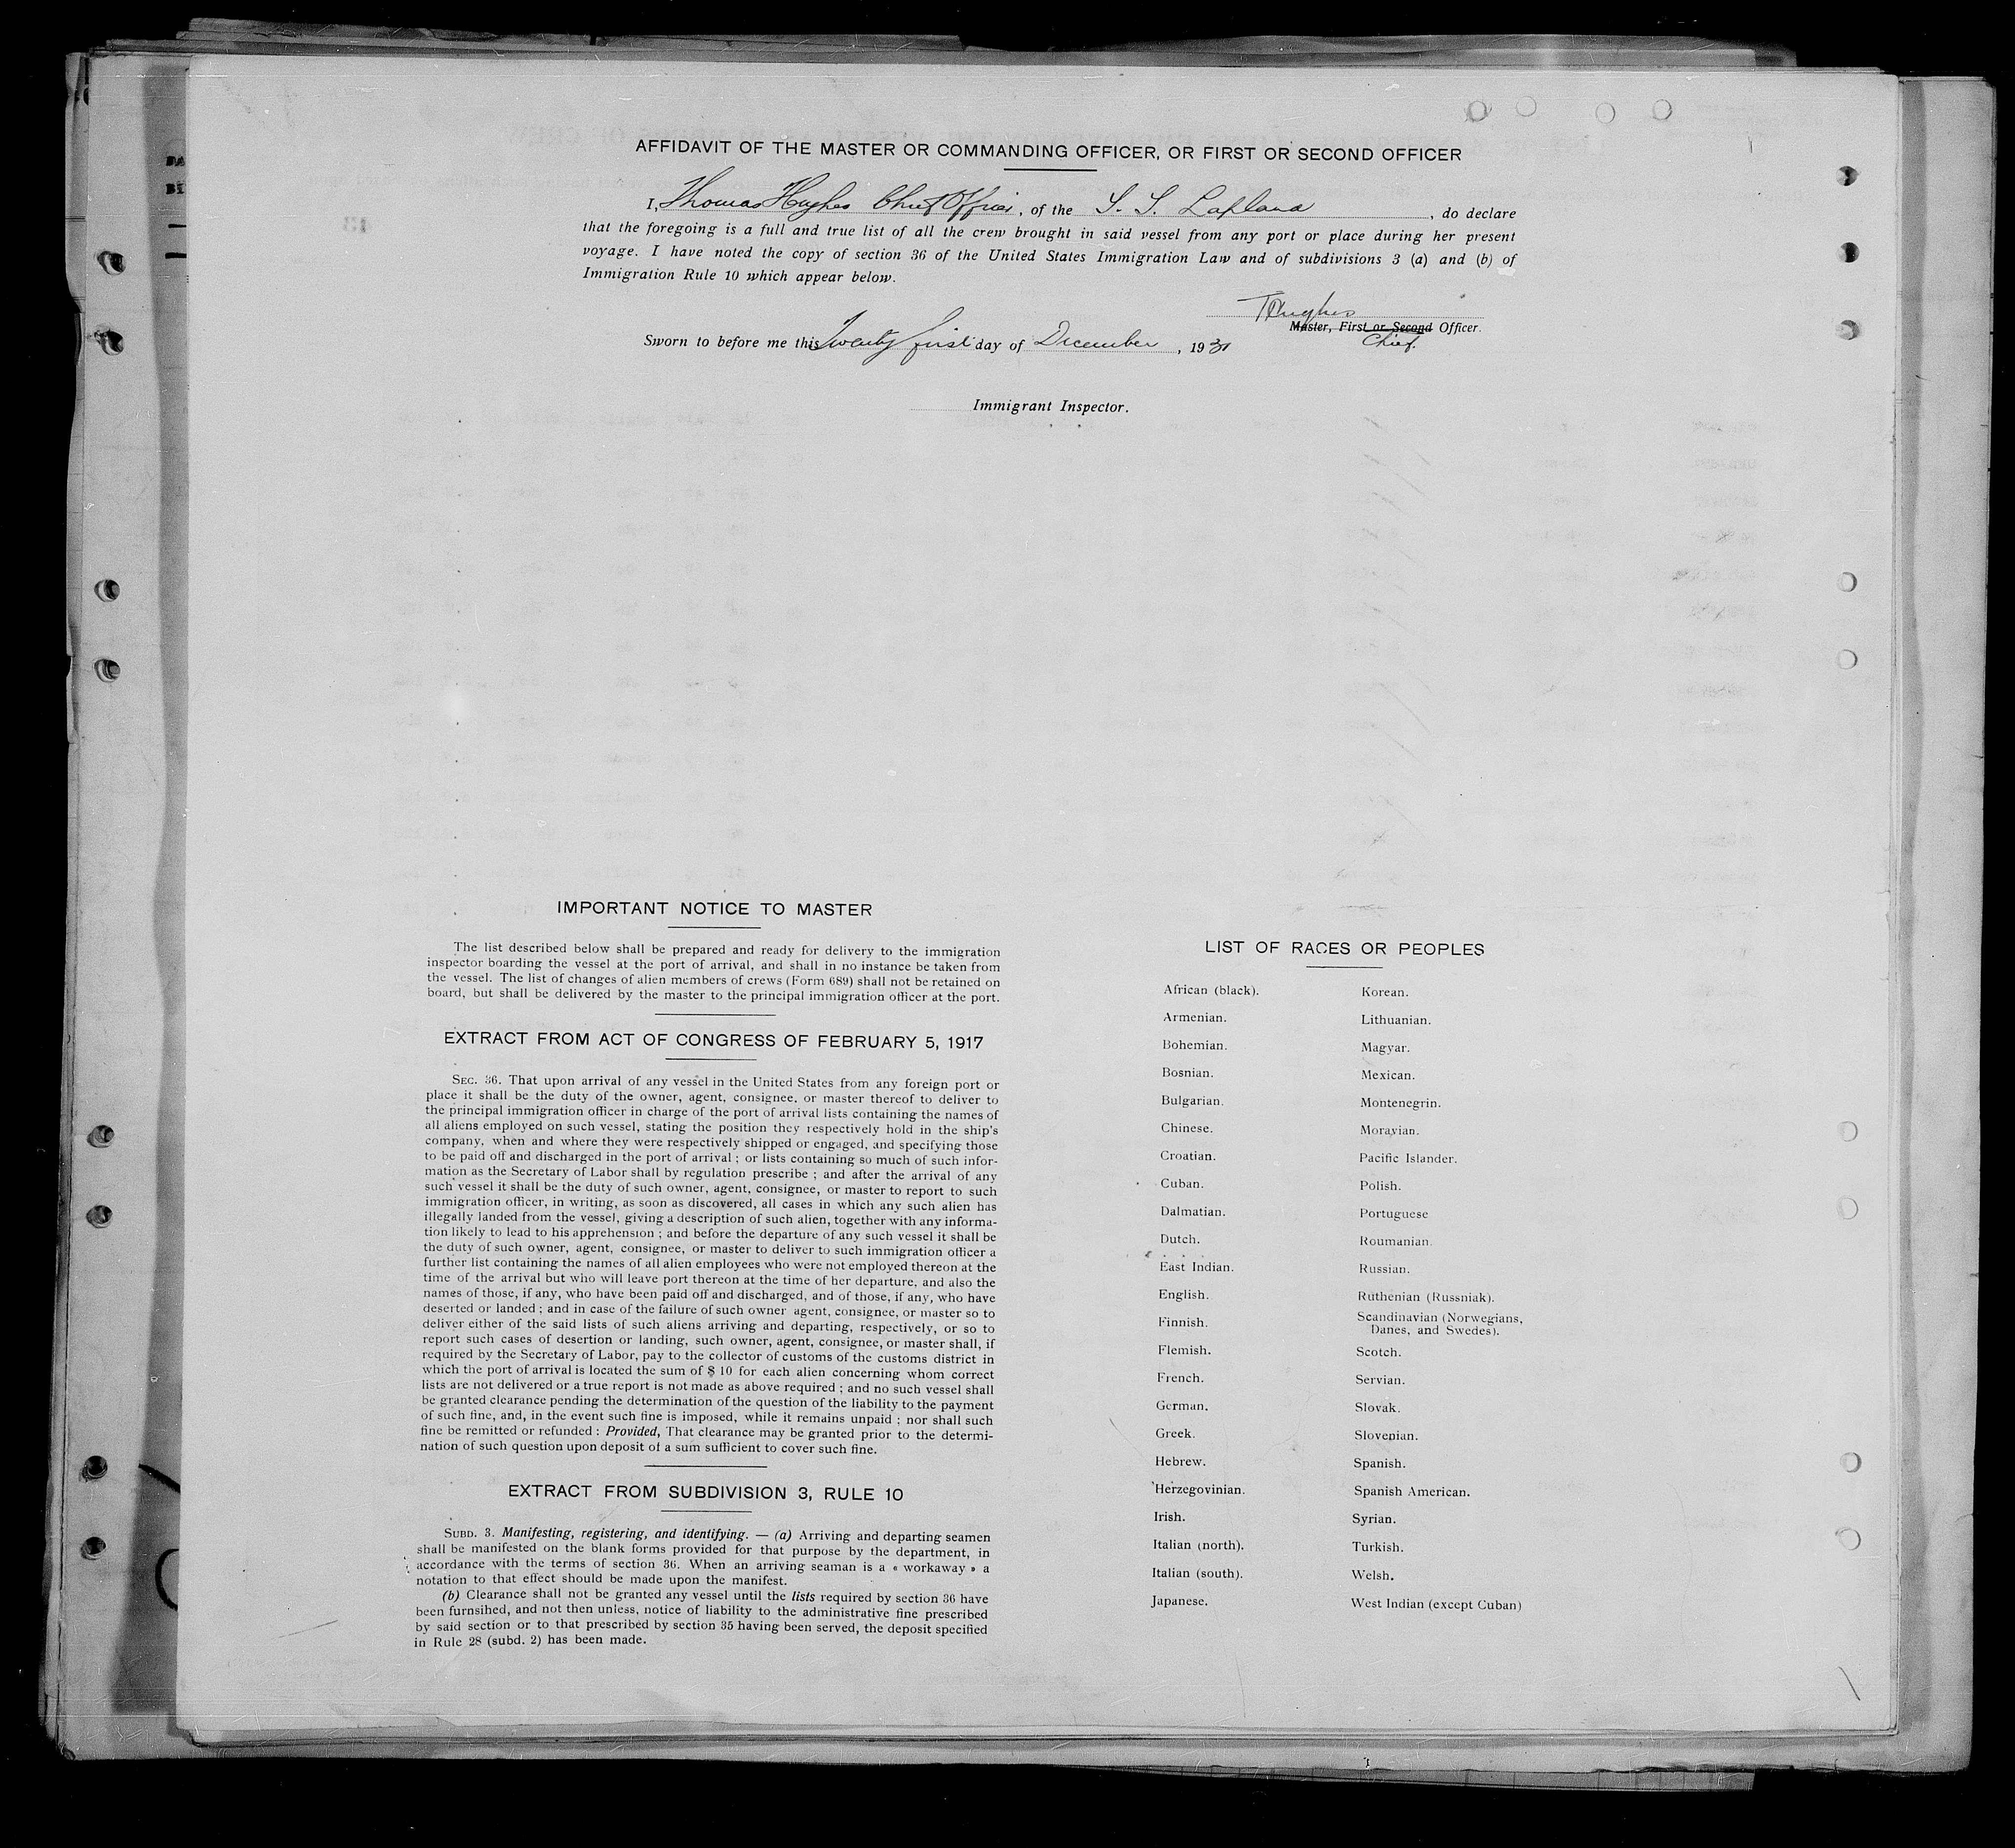 AFFIDAVIT OF THE MASTER OR COMMANDING OFFICER, OR FIRST OR SECOND OFFICER
I, Thomas Hughes Chief Officer, of the S. S. Lapland, do declare
that the foregoing is a full and true list of all the crew brought in said vessel from any port or place during her present
voyage. I have noted the copy of section 36 of the United States Immigration Law and of subdivisions 3 (a) and (b) of
Immigration Rule 10 which appear below.
THughes
Master, First or Second Officer.
Chief.
Sworn to before me this Twenty first day of December, 1931
Immigrant Inspector.
IMPORTANT NOTICE TO MASTER
The list described below shall be prepared and ready for delivery to the immigration
inspector boarding the vessel at the port of arrival, and shall in no instance be taken from
the vessel. The list of changes of alien members of crews (Form 689) shall not be retained on
board, but shall be delivered by the master to the principal immigration officer at the port.
EXTRACT FROM ACT OF CONGRESS OF FEBRUARY 5, 1917
SEC. 36. That upon arrival of any vessel in the United States from any foreign port or
place it shall be the duty of the owner, agent, consignee, or master thereof to deliver to
the principal immigration officer in charge of the port of arrival lists containing the names of
all aliens employed on such vessel, stating the position they respectively hold in the ship's
company, when and where they were respectively shipped or engaged, and specifying those
to be paid off and discharged in the port of arrival ; or lists containing so much of such infor-
mation as the Secretary of Labor shall by regulation prescribe ; and after the arrival of any
such vessel it shall be the duty of such owner, agent, consignee, or master to report to such
immigration officer, in writing, as soon as discovered, all cases in which any such alien has
illegally landed from the vessel, giving a description of such alien, together with any informa-
tion likely to lead to his apprehension ; and before the departure of any such vessel it shall be
the duty of such owner, agent, consignee, or master to deliver to such immigration officer a
further list containing the names of all alien employees who were not employed thereon at the
time of the arrival but who will leave port thereon at the time of her departure, and also the
names of those, if any, who have been paid off and discharged, and of those, if any, who have
deserted or landed ; and in case of the failure of such owner agent, consignee, or master so to
deliver either of the said lists of such aliens arriving and departing, respectively, or so to
report such cases of desertion or landing, such owner, agent, consignee, or master shall, if
required by the Secretary of Labor, pay to the collector of customs of the customs district in
which the port of arrival is located the sum of $ 10 for each alien concerning whom correct
lists are not delivered or a true report is not made as above required ; and no such vessel shall
be granted clearance pending the determination of the question of the liability to the payment
of such fine, and, in the event such fine is imposed, while it remains unpaid ; nor shall such
fine be remitted or refunded : Provided, That clearance may be granted prior to the determi-
nation of such question upon deposit of a sum sufficient to cover such fine.
EXTRACT FROM SUBDIVISION 3, RULE 10
SUBD. 3. Manifesting, registering, and identifying. — (a) Arriving and departing seamen
shall be manifested on the blank forms provided for that purpose by the department, in
accordance with the terms of section 36. When an arriving seaman is a « workaway » a
notation to that effect should be made upon the manifest.
(b) Clearance shall not be granted any vessel until the lists required by section 36 have
been furnsihed, and not then unless, notice of liability to the administrative fine prescribed
by said section or to that prescribed by section 35 having been served, the deposit specified
in Rule 28 (subd. 2) has been made.
LIST OF RACES OR PEOPLES
African (black).
Armenian.
Bohemian.
Bosnian.
Bulgarian.
Chinese.
Croatian.
Cuban.
Dalmatian.
Dutch.
East Indian.
English.
Finnish.
Flemish.
French.
German.
Greek.
Hebrew.
Herzegovinian.
Irish.
Italian (north).
Italian (south).
Japanese.
Korean.
Lithuanian.
Magyar.
Mexican.
Montenegrin.
Moravian.
Pacific Islander.
Polish.
Portuguese
Roumanian.
Russian.
Ruthenian (Russniak).
Scandinavian (Norwegians,
Danes, and Swedes).
Scotch.
Servian.
Slovak.
Slovenian.
Spanish.
Spanish American.
Syrian.
Turkish.
Welsh.
West Indian (except Cuban)